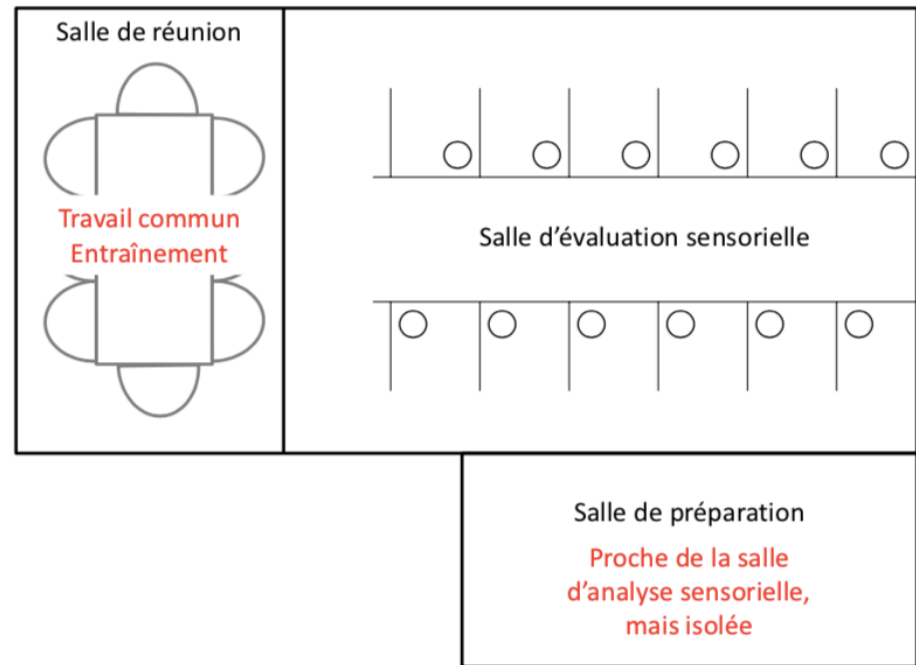 Salle de réunion
Travail commun
Entraînement
Salle d’évaluation sensorielle
Salle de préparation
Proche de la salle
d’analyse sensorielle,
mais isolée